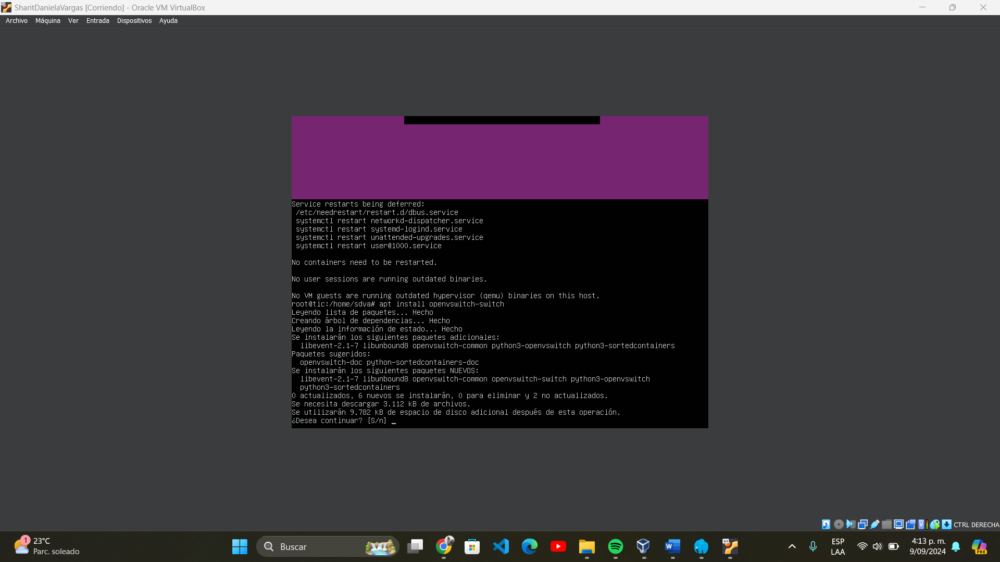 SharitDanielaVargas [Corriendo] - Oracle VM VirtualBox
Archivo Máquina Ver Entrada Dispositivos Ayuda
Service restarts being deferred:
/etc/needrestart/restart.d/dbus.service
systemctl restart networkd-dispatcher.service
systemctl restart systemd-logind.service
systemctl restart unattended-upgrades.service
systemctl restart user@1000.service
No containers need to be restarted.
No user sessions are running outdated binaries.
No VM guests are running outdated hypervisor (qemu) binaries on this host.
root@tic:/home/sdva# apt install openvswitch-switch
Leyendo lista de paquetes... Hecho
Creando árbol de dependencias... Hecho
Leyendo la información de estado... Hecho
Se instalarán los siguientes paquetes adicionales:
libevent-2.1-7 libunbound8 openvswitch-common python3-openvswitch python3-sortedcontainers
Paquetes sugeridos:
openvswitch-doc python-sortedcontainers-doc
Se instalarán los siguientes paquetes NUEVOS:
libevent-2.1-7 libunbound8 openvswitch-common openvswitch-switch python3-openvswitch
python3-sortedcontainers
0 actualizados, 6 nuevos se instalarán, 0 para eliminar y 2 no actualizados.
Se necesita descargar 3.112 kB de archivos.
Se utilizarán 9.782 kB de espacio de disco adicional después de esta operación.
¿Desea continuar? [S/n] _
CTRL DERECHA
1
23°C
Parc. soleado
Buscar
64
ESP
LAA
4:13 p. m.
9/09/2024
PRE